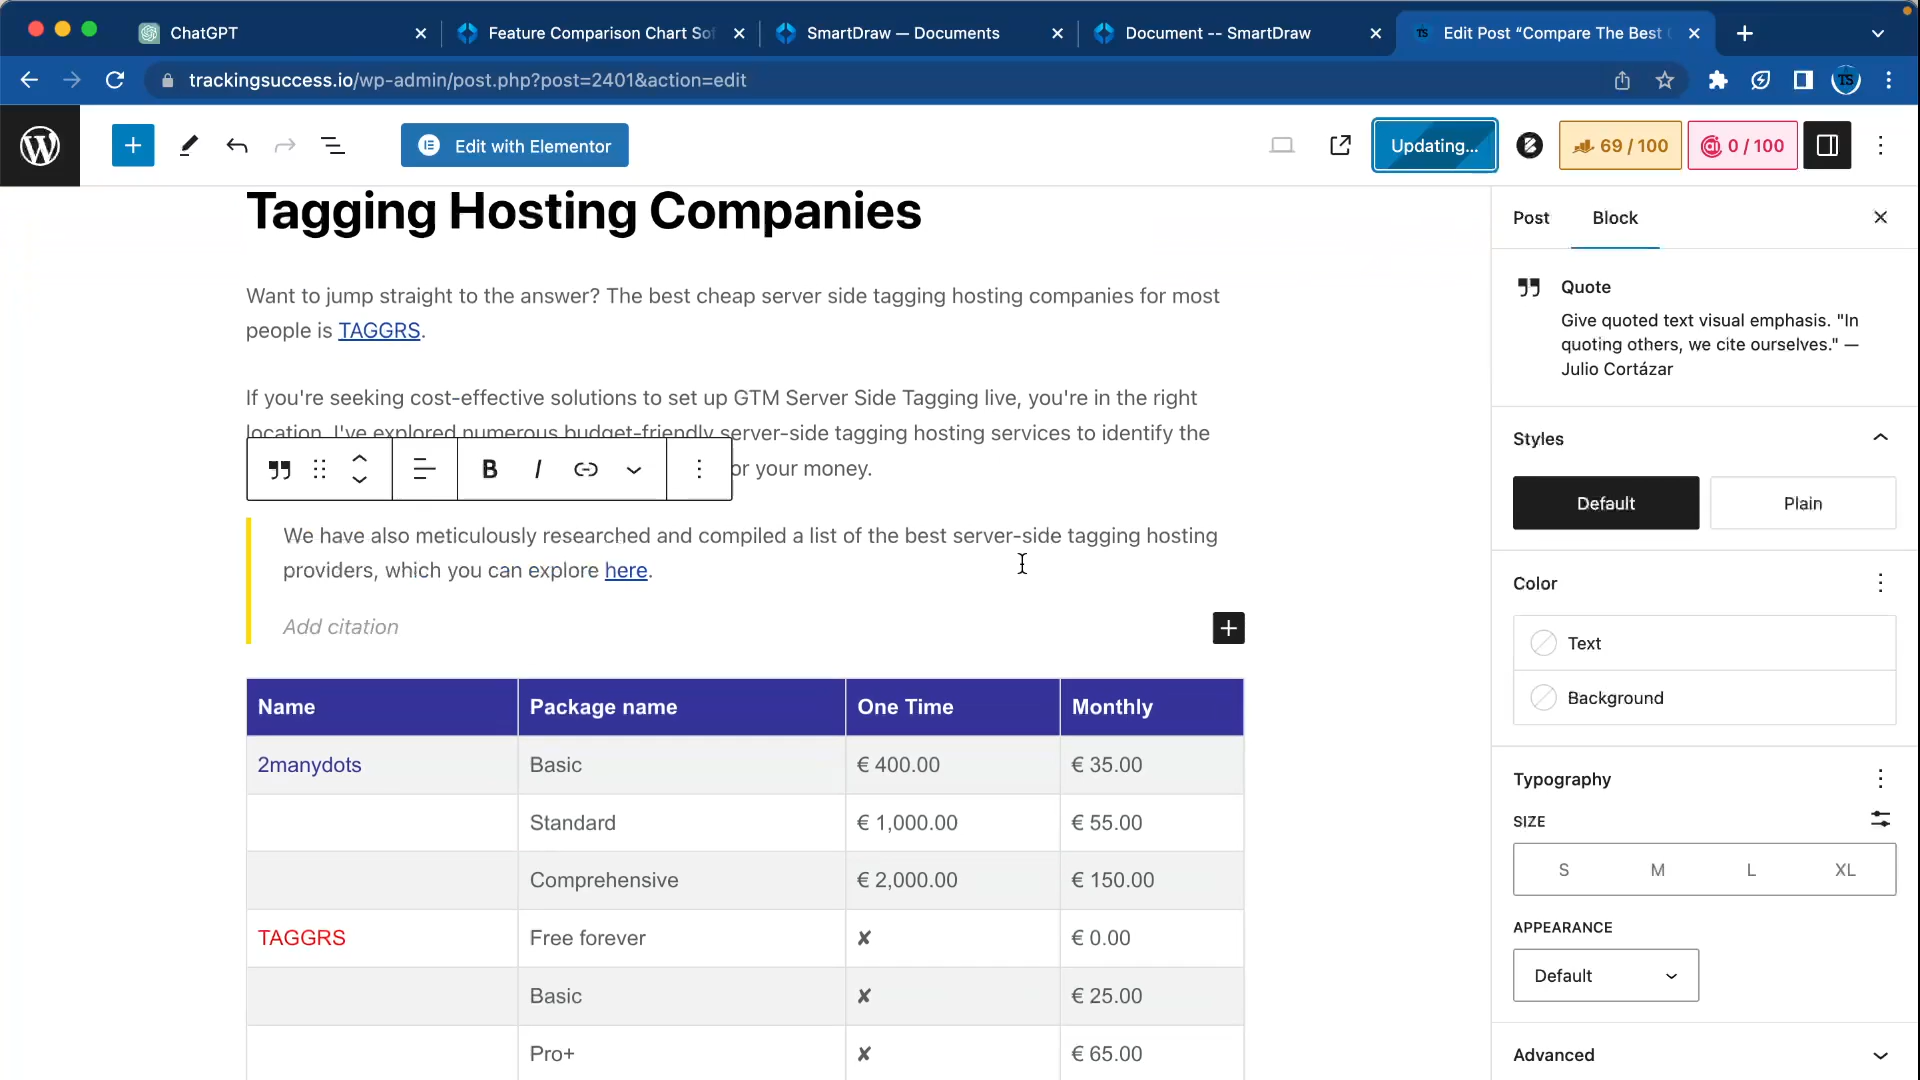 ChatGPT
Feature Comparison Chart Sof
SmartDraw — Documents
Document -- SmartDraw
Edit Post “Compare The Best C
trackingsuccess.io/wp-admin/post.php?post=2401&action=edit
TS
Edit with Elementor
Updating...
69 / 100
0 / 100
Tagging Hosting Companies
Want to jump straight to the answer? The best cheap server side tagging hosting companies for most
people is TAGGRS.
If you're seeking cost-effective solutions to set up GTM Server Side Tagging live, you're in the right
location. I've explored numerous budget-friendly server-side tagging hosting services to identify the
or your money.
B I
We have also meticulously researched and compiled a list of the best server-side tagging hosting
providers, which you can explore here.
Add citation
Name Package name One Time Monthly
2manydots Basic € 400.00 € 35.00
Standard € 1,000.00 € 55.00
Comprehensive € 2,000.00 € 150.00
TAGGRS Free forever ✘ € 0.00
Basic ✘ € 25.00
Pro+ ✘ € 65.00
Post Block
Quote
Give quoted text visual emphasis. "In
quoting others, we cite ourselves." —
Julio Cortázar
Styles
Default Plain
Color
Text
Background
Typography
SIZE
S M L XL
APPEARANCE
Default
Advanced